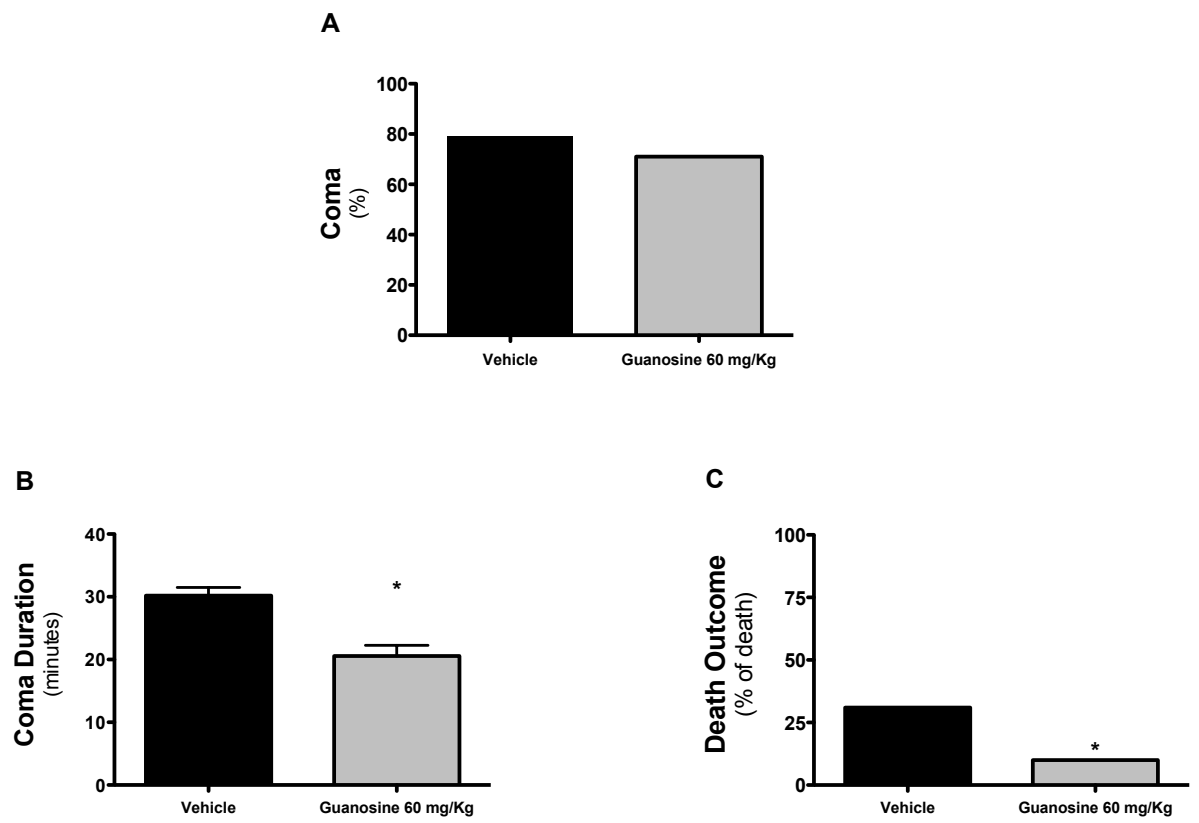 A
100
80
60
40
20
0
Coma
(%)
Vehicle
Guanosine 60 mg/Kg
B
40
30
20
10
0
Coma Duration
(minutes)
*
Vehicle
Guanosine 60 mg/Kg
C
100
75
50
25
0
Death Outcome
(% of death)
*
Vehicle
Guanosine 60 mg/Kg